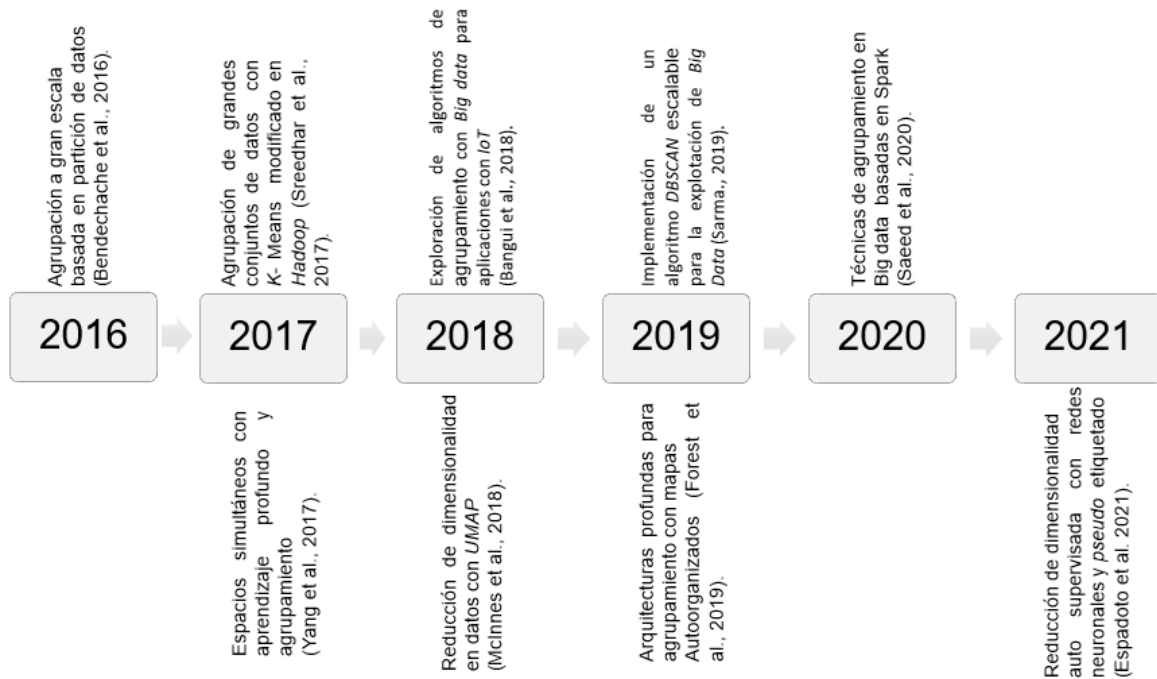 Agrupación a gran escala
basada en partición de datos
(Bendechache et al., 2016).
Agrupación de grandes
conjuntos de datos con
K- Means modificado en
Hadoop (Sreedhar et al.,
2017).
Exploración de algoritmos de
agrupamiento con Big data para
aplicaciones con IoT
(Bangui et al., 2018).
Implementación de un
algoritmo DBSCAN escalable
para la explotación de Big
Data (Sarma., 2019).
Técnicas de agrupamiento en
Big data basadas en Spark
(Saeed et al., 2020).
2016
2017
2018
2019
2020
2021
Espacios simultáneos con
aprendizaje profundo y
agrupamiento
(Yang et al., 2017).
Reducción de dimensionalidad
en datos con UMAP
(McInnes et al., 2018).
Arquitecturas profundas para
agrupamiento con mapas
Autoorganizados (Forest et
al., 2019).
Reducción de dimensionalidad
auto supervisada con redes
neuronales y pseudo etiquetado
(Espadoto et al. 2021).